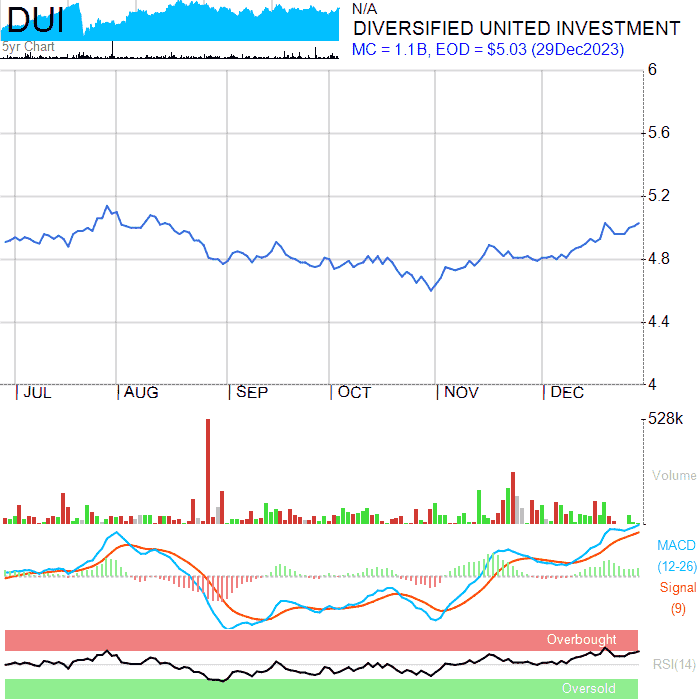 DUI
N/A
DIVERSIFIED UNITED INVESTMENT
5yr Chart
MC = 1.1B, EOD = $5.03 (29Dec2023)
6
5.6
5.2
4.8
4.4
4
JUL AUG SEP OCT NOV DEC
528k
Volume
MACD
(12-26)
Signal
(9)
Overbought
RSI(14)
Oversold